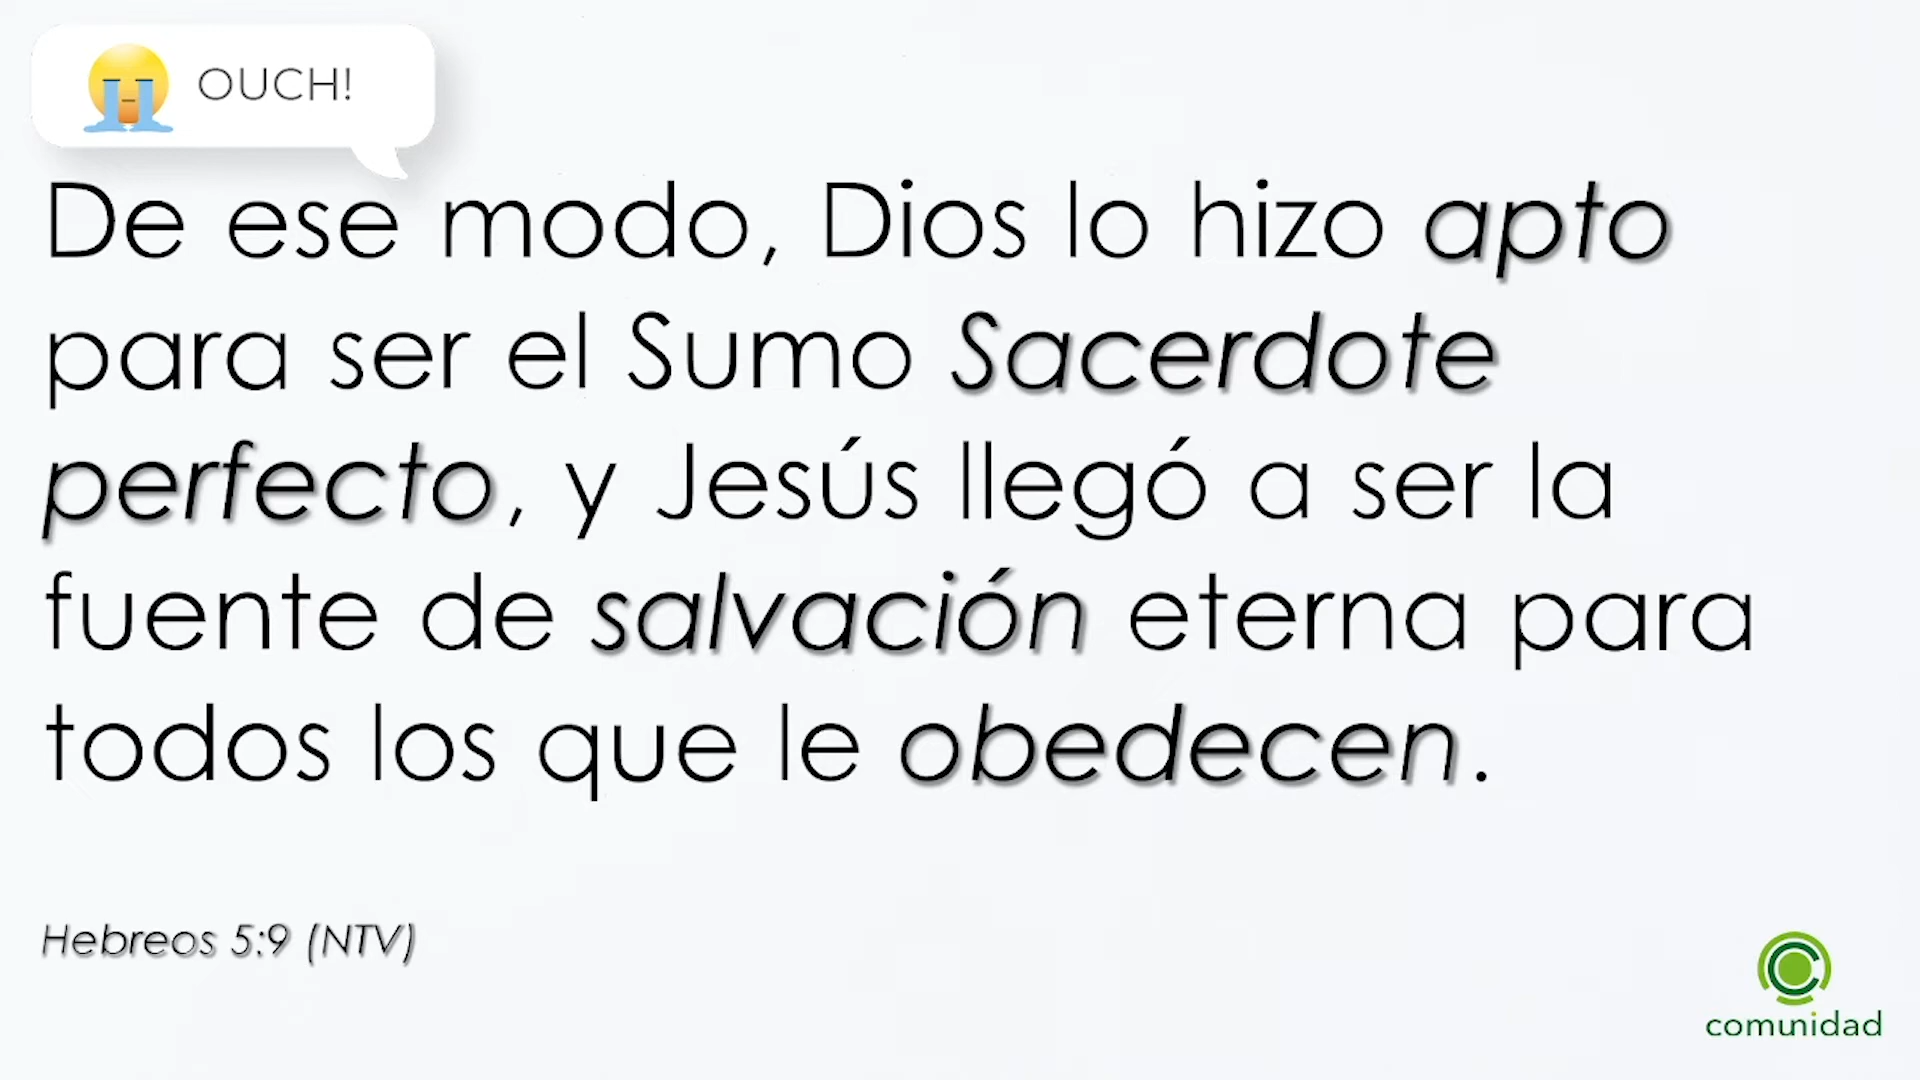 OUCH!
De ese modo, Dios lo hizo apto
para ser el Sumo Sacerdote
perfecto, y Jesús llegó a ser la
fuente de salvación eterna para
todos los que le obedecen.
Hebreos 5:9 (NTV)
comunidad